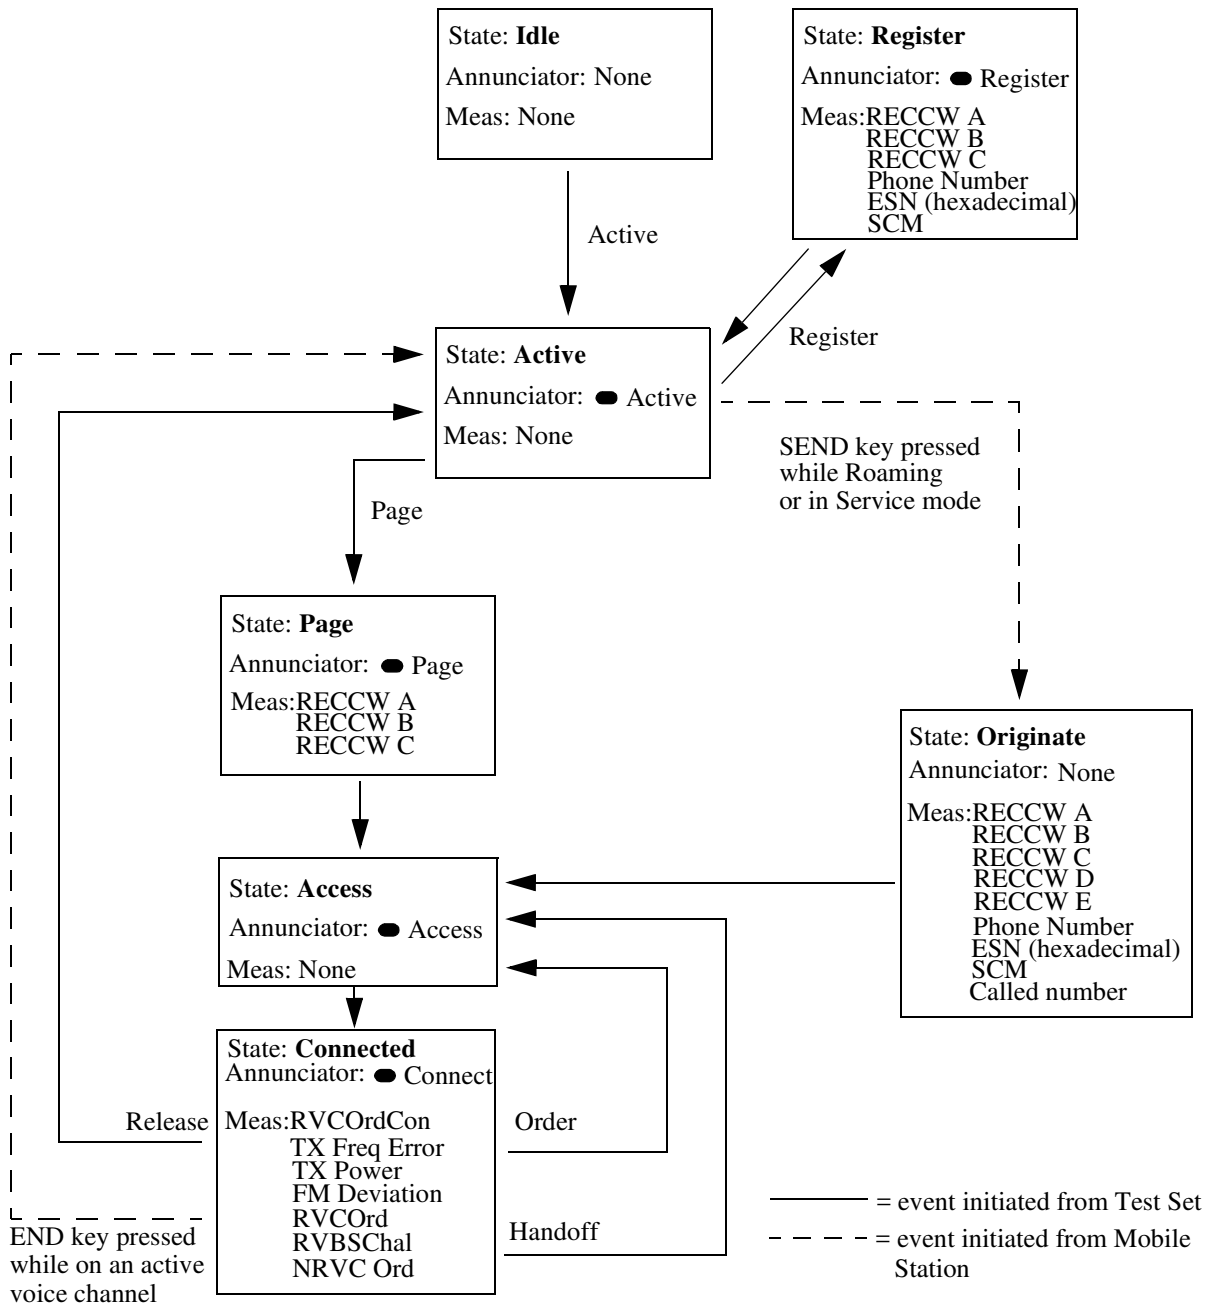 State: Idle
Annunciator: None
Meas: None
State: Register
Annunciator: Register
Meas:RECCW A
RECCW B
RECCW C
Phone Number
ESN (hexadecimal)
SCM
Active
Register
State: Active
Annunciator: Active
Meas: None
SEND key pressed
while Roaming
or in Service mode
Page
State: Page
Annunciator: Page
Meas:RECCW A
RECCW B
RECCW C
State: Originate
Annunciator: None
Meas:RECCW A
RECCW B
RECCW C
RECCW D
RECCW E
Phone Number
ESN (hexadecimal)
SCM
Called number
State: Access
Annunciator: Access
Meas: None
State: Connected
Annunciator: Connect
Meas:RVCOrdCon
TX Freq Error
TX Power
FM Deviation
RVCOrd
RVBSChal
NRVC Ord
Release
Order
Handoff
END key pressed
while on an active
voice channel
= event initiated from Test Set
= event initiated from Mobile
Station